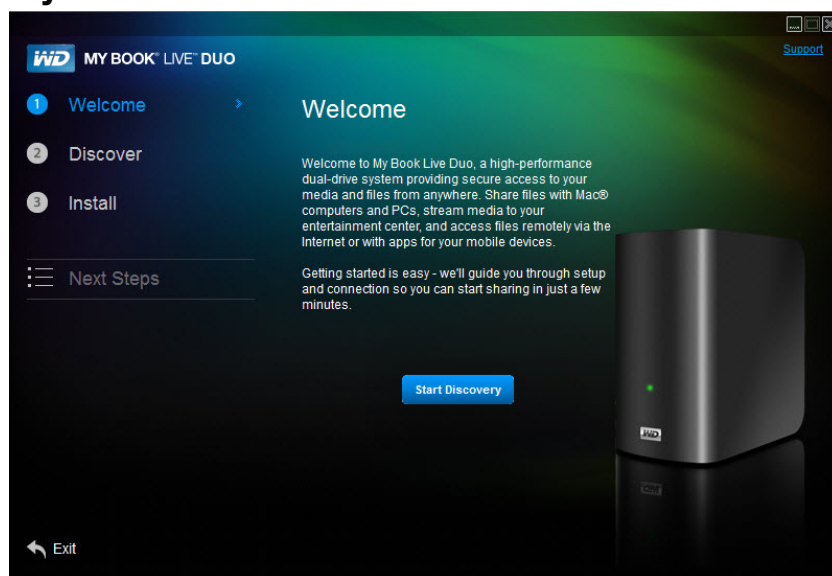 WD MY BOOK® LIVE™ DUO
Support
1 Welcome
2 Discover
3 Install
Next Steps
Welcome
Welcome to My Book Live Duo, a high-performance
dual-drive system providing secure access to your
media and files from anywhere. Share files with Mac®
computers and PCs, stream media to your
entertainment center, and access files remotely via the
Internet or with apps for your mobile devices.
Getting started is easy - we'll guide you through setup
and connection so you can start sharing in just a few
minutes.
Start Discovery
WD
Exit